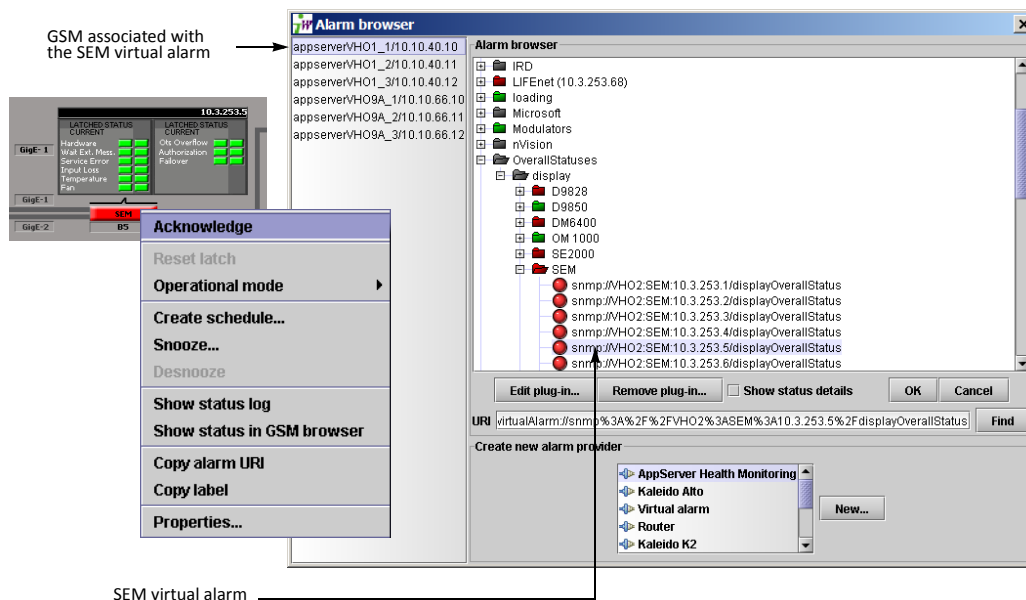 GSM associated with
the SEM virtual alarm
10.3.253.5
LATCHED STATUS
CURRENT
LATCHED STATUS
CURRENT
Hardware
Wait Ext. Mess.
Service Error
Input Loss
Temperature
Fan
Ots Overflow
Authorization
Failover
GigE- 1
GigE-1
GigE-2
SEM
B5
Acknowledge
Reset latch
Operational mode
Create schedule...
Snooze...
Desnooze
Show status log
Show status in GSM browser
Copy alarm URI
Copy label
Properties...
SEM virtual alarm
Alarm browser
appserverVHO1_1/10.10.40.10
appserverVHO1_2/10.10.40.11
appserverVHO1_3/10.10.40.12
appserverVHO9A_1/10.10.66.10
appserverVHO9A_2/10.10.66.11
appserverVHO9A_3/10.10.66.12
Alarm browser
IRD
LIFEnet (10.3.253.68)
loading
Microsoft
Modulators
nVision
OverallStatuses
display
D9828
D9850
DM6400
OM 1000
SE2000
SEM
snmp://VHO2:SEM:10.3.253.1/displayOverallStatus
snmp://VHO2:SEM:10.3.253.2/displayOverallStatus
snmp://VHO2:SEM:10.3.253.3/displayOverallStatus
snmp://VHO2:SEM:10.3.253.4/displayOverallStatus
snmp://VHO2:SEM:10.3.253.5/displayOverallStatus
snmp://VHO2:SEM:10.3.253.6/displayOverallStatus
Edit plug-in... Remove plug-in... Show status details OK Cancel
URI virtualAlarm://snmp%3A%2F%2FVHO2%3ASEM%3A10.3.253.5%2FdisplayOverallStatus Find
Create new alarm provider
AppServer Health Monitoring
Kaleido Alto
Virtual alarm
Router
Kaleido K2
New...